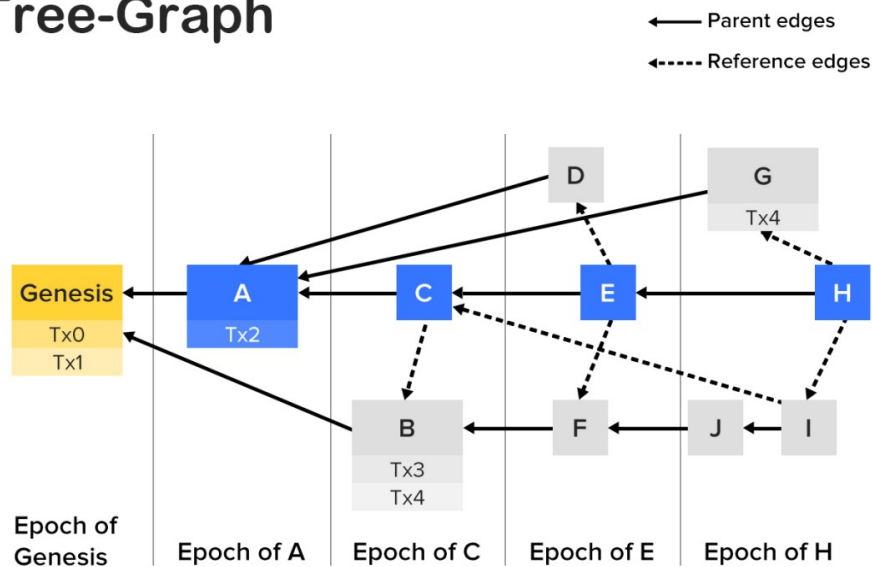 Tree-Graph
Parent edges
Reference edges
D
G
Tx4
Genesis
Tx0
Tx1
A
Tx2
C
E
H
B
Tx3
Tx4
F
J
I
Epoch of
Genesis
Epoch of A
Epoch of C
Epoch of E
Epoch of H